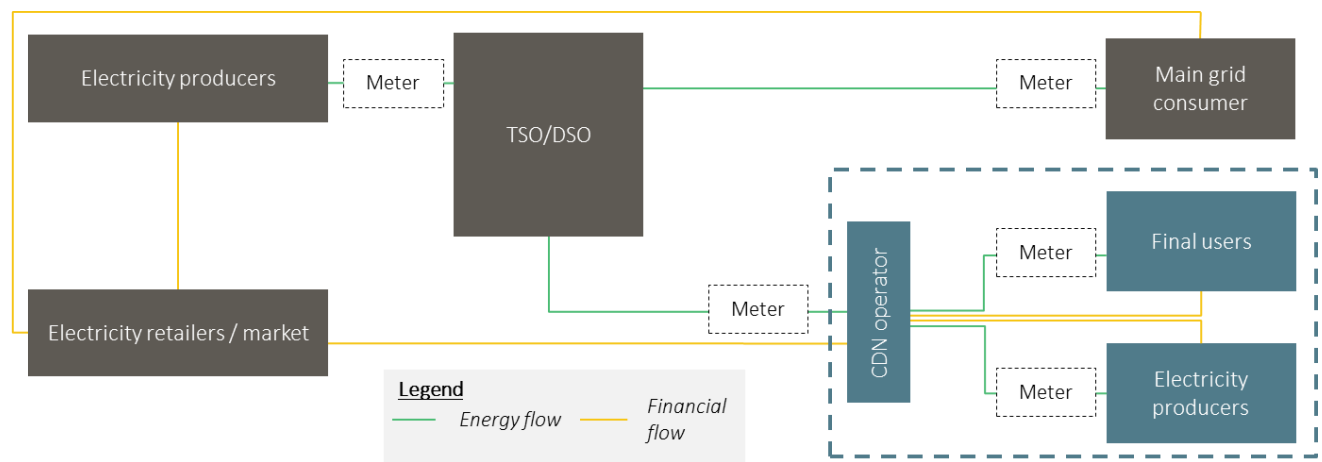 Electricity producers
Meter
TSO/DSO
Meter
Main grid
consumer
Electricity retailers / market
Meter
CDN operator
Meter
Final users
Meter
Electricity
producers
Legend
Energy flow
Financial
flow